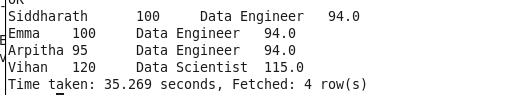 OK
Siddharath 100 Data Engineer 94.0
Emma 100 Data Engineer 94.0
Arpitha 95 Data Engineer 94.0
Vihan 120 Data Scientist 115.0
Time taken: 35.269 seconds, Fetched: 4 row(s)